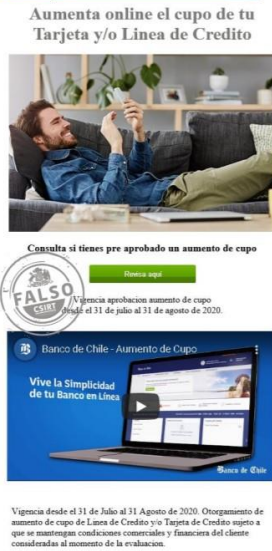 Aumenta online el cupo de tu
Tarjeta y/o Linea de Credito
Consulta si tienes pre aprobado un aumento de cupo
Revisa aquí
FALSO
CSIRT
Vigencia aprobacion aumento de cupo
desde el 31 de julio al 31 de agosto de 2020.
Banco de Chile - Aumento de Cupo
Vive la Simplicidad
de tu Banco en Línea
Banco de Chile
Vigencia desde el 31 de Julio al 31 Agosto de 2020. Otorgamiento de
aumento de cupo de Linea de Credito y/o Tarjeta de Credito sujeto a
que se mantengan condiciones comerciales y financiera del cliente
consideradas al momento de la evaluacion.